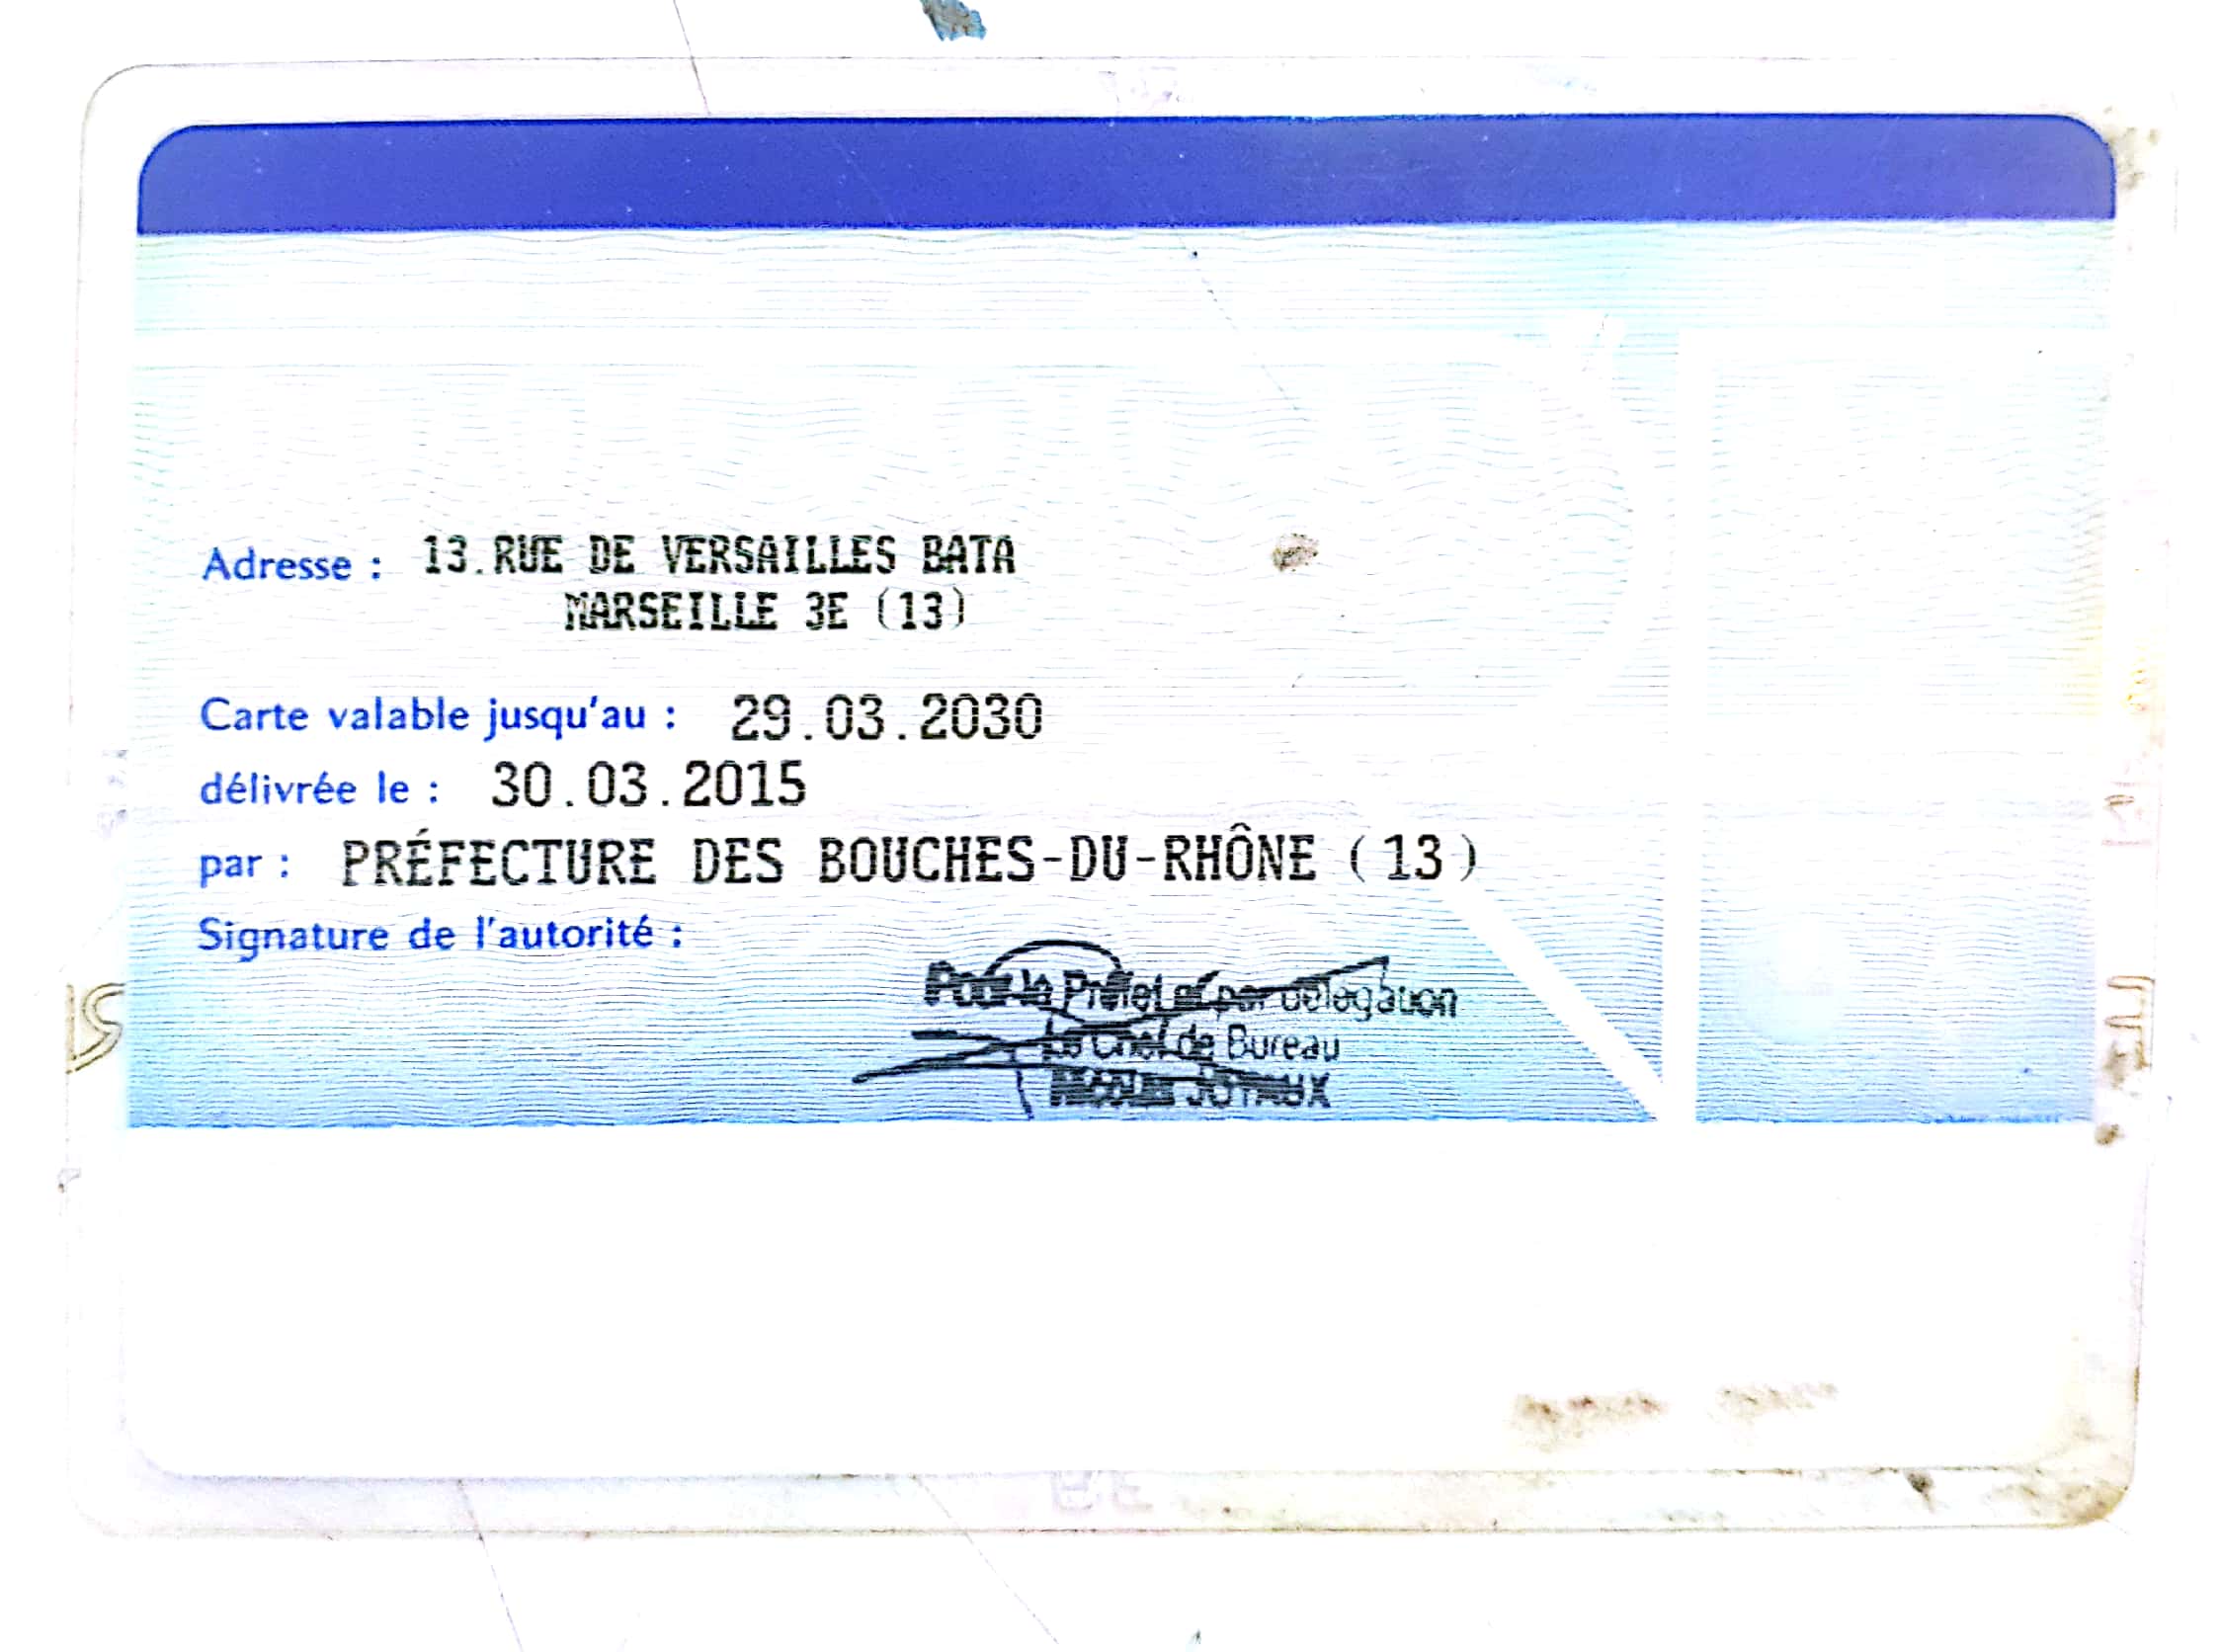 Adresse : 13.RUE DE VERSAILLES BATA
MARSEILLE 3E (13)
Carte valable jusqu'au : 29.03.2030
délivrée le : 30.03.2015
par : PRÉFECTURE DES BOUCHES-DU-RHÔNE (13)
Signature de l'autorité :
Pour le Préfet et par délégation
Le Chef de Bureau
JOYAUX